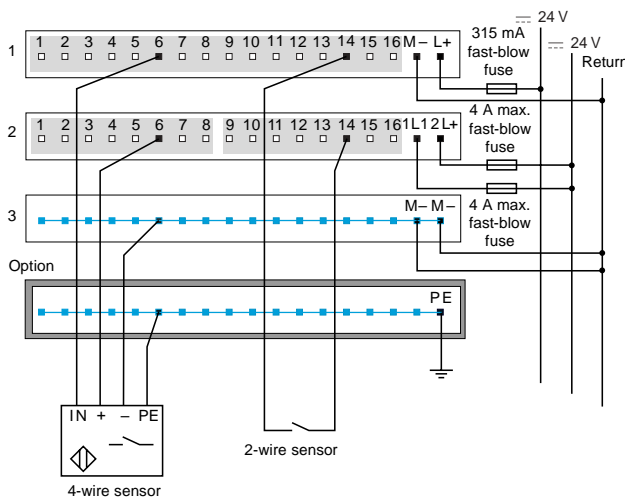 24 V
1 2 3 4 5 6 7 8 9 10 11 12 13 14 15 16 M– L+
315 mA
fast-blow
fuse
24 V
Return
1
2
1 2 3 4 5 6 7 8 9 10 11 12 13 14 15 16 1L1 2L+
4 A max.
fast-blow
fuse
3
M– M–
4 A max.
fast-blow
fuse
Option
PE
IN + – PE
2-wire sensor
4-wire sensor